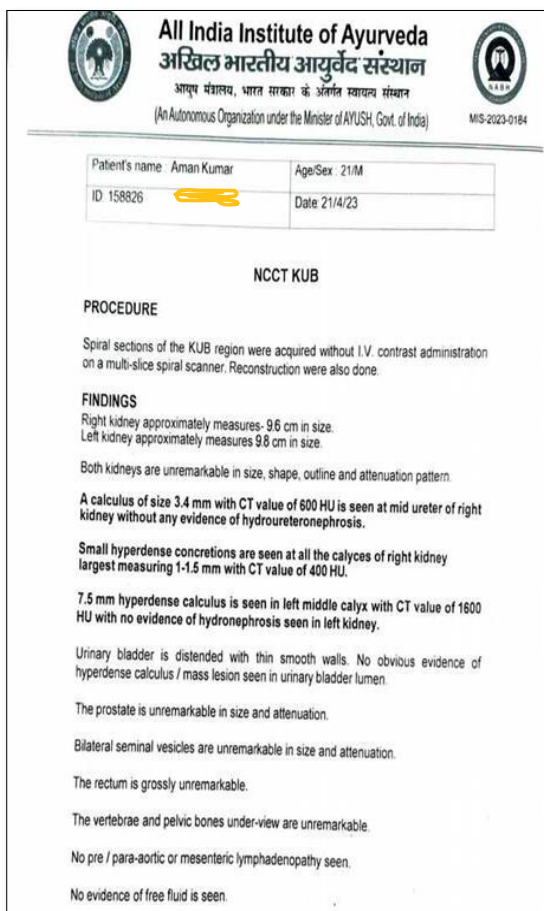 All India Institute of Ayurveda
अखिल भारतीय आयुर्वेद संस्थान
आयुष मंत्रालय, भारत सरकार के अंतर्गत स्वायत्य संस्थान
(An Autonomous Organization under the Minister of AYUSH, Govt. of India)
NABH
MIS-2023-0184
Patient's name : Aman Kumar
Age/Sex : 21/M
ID: 158826
Date: 21/4/23
NCCT KUB
PROCEDURE
Spiral sections of the KUB region were acquired without I.V. contrast administration
on a multi-slice spiral scanner. Reconstruction were also done.
FINDINGS
Right kidney approximately measures- 9.6 cm in size.
Left kidney approximately measures 9.8 cm in size.
Both kidneys are unremarkable in size, shape, outline and attenuation pattern.
A calculus of size 3.4 mm with CT value of 600 HU is seen at mid ureter of right
kidney without any evidence of hydroureteronephrosis.
Small hyperdense concretions are seen at all the calyces of right kidney
largest measuring 1-1.5 mm with CT value of 400 HU.
7.5 mm hyperdense calculus is seen in left middle calyx with CT value of 1600
HU with no evidence of hydronephrosis seen in left kidney.
Urinary bladder is distended with thin smooth walls. No obvious evidence of
hyperdense calculus / mass lesion seen in urinary bladder lumen.
The prostate is unremarkable in size and attenuation.
Bilateral seminal vesicles are unremarkable in size and attenuation.
The rectum is grossly unremarkable.
The vertebrae and pelvic bones under-view are unremarkable.
No pre / para-aortic or mesenteric lymphadenopathy seen.
No evidence of free fluid is seen.